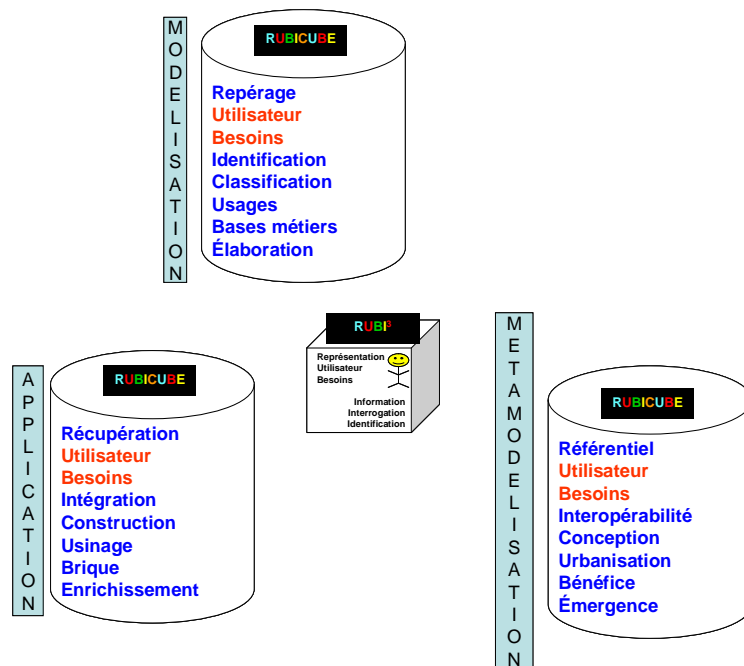 MODELISATION
RUBICUBE
Repérage
Utilisateur
Besoins
Identification
Classification
Usages
Bases métiers
Élaboration
RUBI³
Représentation
Utilisateur
Besoins
Information
Interrogation
Identification
APPLICATION
RUBICUBE
Récupération
Utilisateur
Besoins
Intégration
Construction
Usinage
Brique
Enrichissement
METAMODELISATION
RUBICUBE
Référentiel
Utilisateur
Besoins
Interopérabilité
Conception
Urbanisation
Bénéfice
Émergence